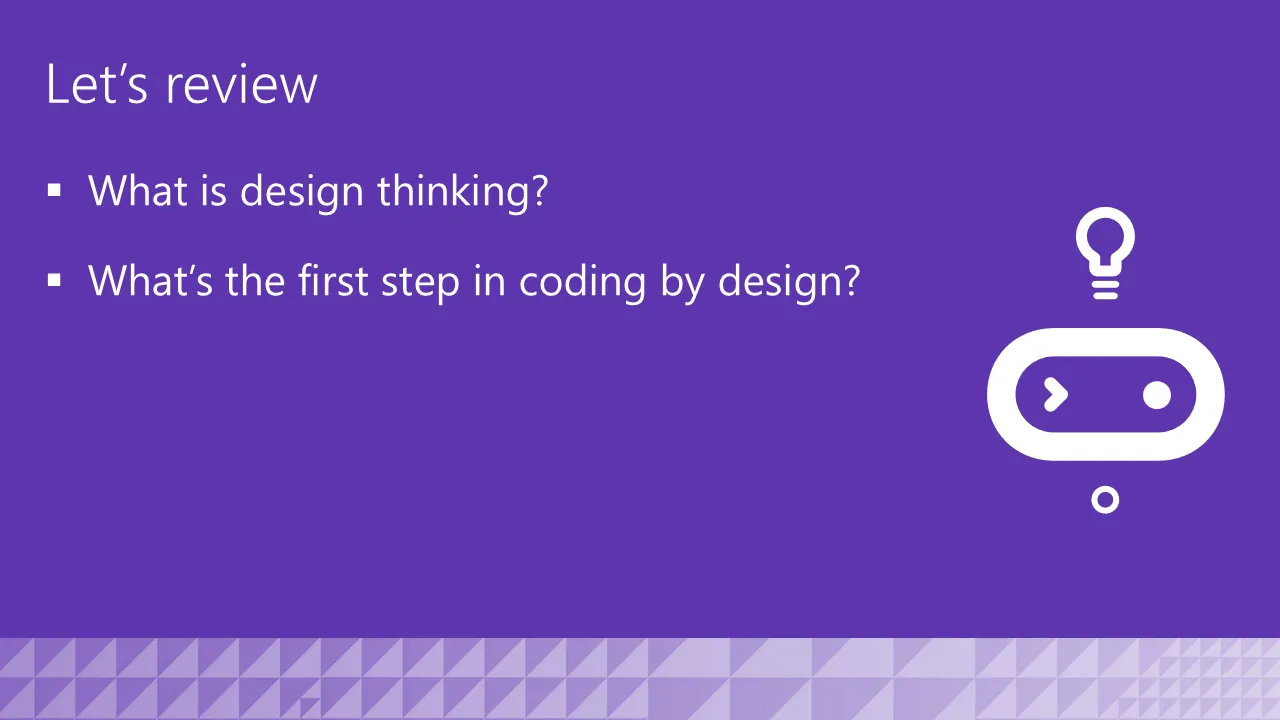 Let’s review
▪ What is design thinking?
▪ What’s the first step in coding by design?